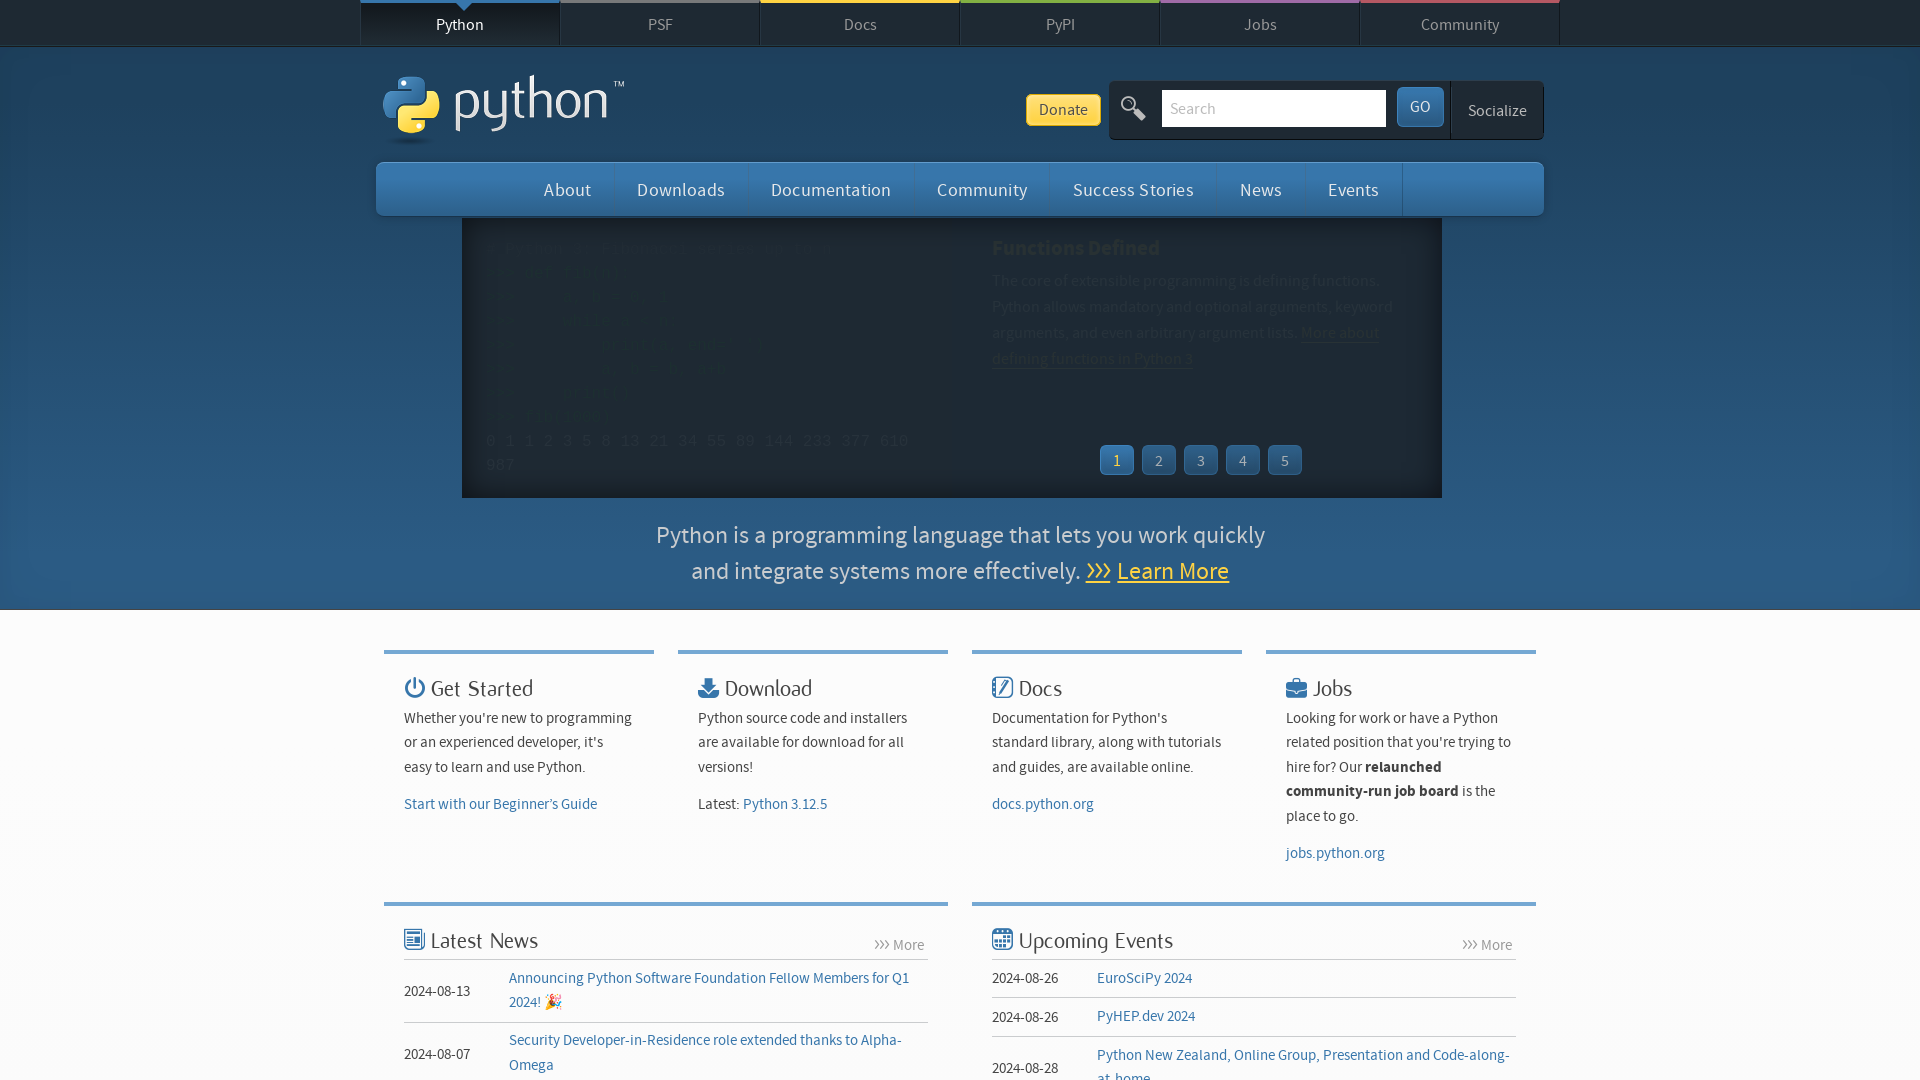 Python
PSF
Docs
PyPI
Jobs
Community
python™
Donate
Search
GO
Socialize
About
Downloads
Documentation
Community
Success Stories
News
Events
Functions Defined
The core of extensible programming is defining functions.
Python allows mandatory and optional arguments, keyword
arguments, and even arbitrary argument lists. More about
defining functions in Python 3
0 1 1 2 3 5 8 13 21 34 55 89 144 233 377 610
987
1
2
3
4
5
Python is a programming language that lets you work quickly
and integrate systems more effectively. >>> Learn More
Get Started
Whether you're new to programming
or an experienced developer, it's
easy to learn and use Python.
Start with our Beginner’s Guide
Download
Python source code and installers
are available for download for all
versions!
Latest: Python 3.12.5
Docs
Documentation for Python's
standard library, along with tutorials
and guides, are available online.
docs.python.org
Jobs
Looking for work or have a Python
related position that you're trying to
hire for? Our relaunched
community-run job board is the
place to go.
jobs.python.org
Latest News
>>> More
2024-08-13
Announcing Python Software Foundation Fellow Members for Q1
2024! 🎉
2024-08-07
Security Developer-in-Residence role extended thanks to Alpha-
Omega
Upcoming Events
>>> More
2024-08-26
EuroSciPy 2024
2024-08-26
PyHEP.dev 2024
2024-08-28
Python New Zealand, Online Group, Presentation and Code-along-
at-home